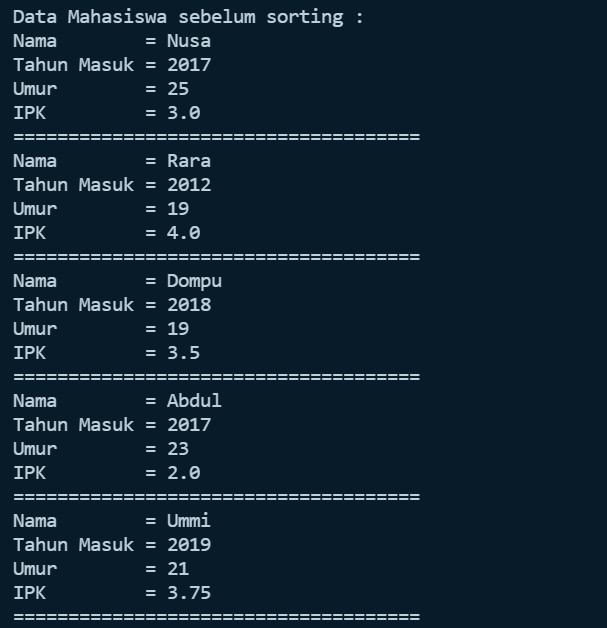 Data Mahasiswa sebelum sorting :
Nama        = Nusa
Tahun Masuk = 2017
Umur        = 25
IPK         = 3.0
=====================================
Nama        = Rara
Tahun Masuk = 2012
Umur        = 19
IPK         = 4.0
=====================================
Nama        = Dompu
Tahun Masuk = 2018
Umur        = 19
IPK         = 3.5
=====================================
Nama        = Abdul
Tahun Masuk = 2017
Umur        = 23
IPK         = 2.0
=====================================
Nama        = Ummi
Tahun Masuk = 2019
Umur        = 21
IPK         = 3.75
=====================================